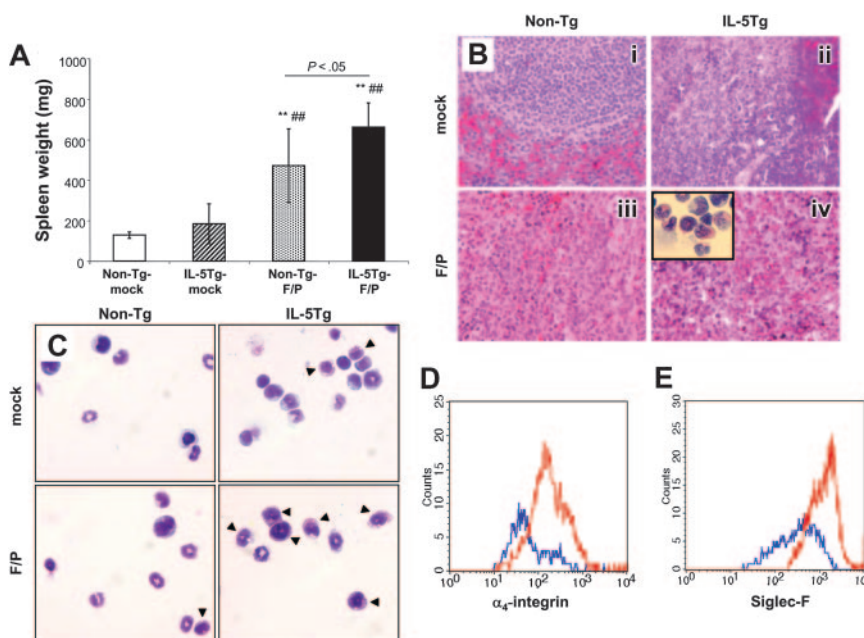 A
Spleen weight (mg)
1000
800
600
400
200
0
P < .05
** ##
** ##
Non-Tg-
mock
IL-5Tg-
mock
Non-Tg-
F/P
IL-5Tg-
F/P
B
Non-Tg
IL-5Tg
mock
F/P
i
ii
iii
iv
C
Non-Tg
IL-5Tg
mock
F/P
D
Counts
25
20
15
10
5
0
10⁰ 10¹ 10² 10³ 10⁴
α₄-integrin
E
Counts
30
25
20
15
10
5
0
10⁰ 10¹ 10² 10³ 10
Siglec-F